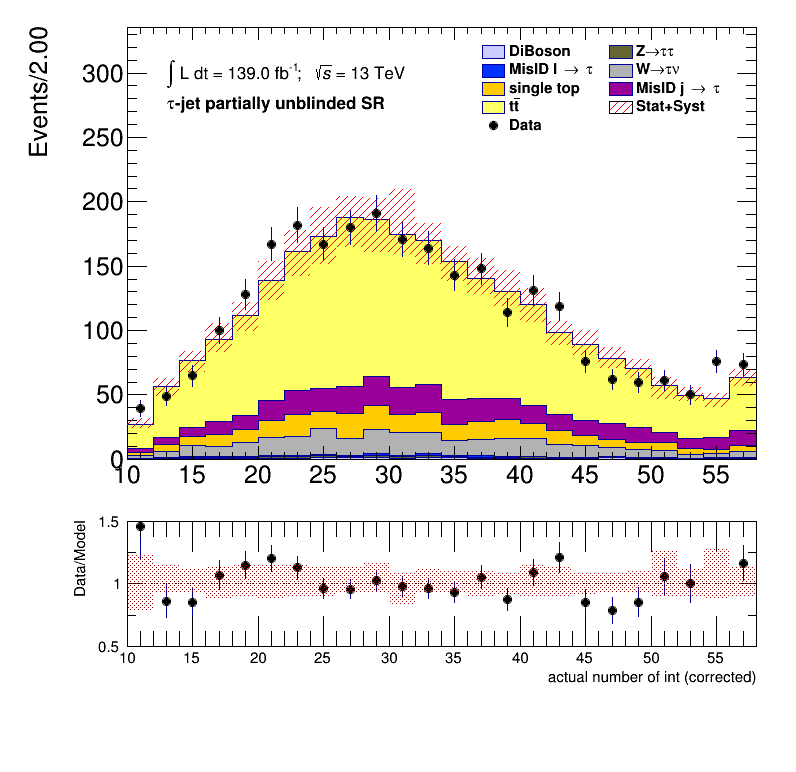 Events/2.00
∫ L dt = 139.0 fb⁻¹; √s = 13 TeV
τ-jet partially unblinded SR
DiBoson
MisID l → τ
single top
tt̄
Data
Z→ττ
W→τν
MisID j → τ
Stat+Syst
300
250
200
150
100
50
0
10 15 20 25 30 35 40 45 50 55
Data/Model
1.5
1
0.5
10 15 20 25 30 35 40 45 50 55
actual number of int (corrected)